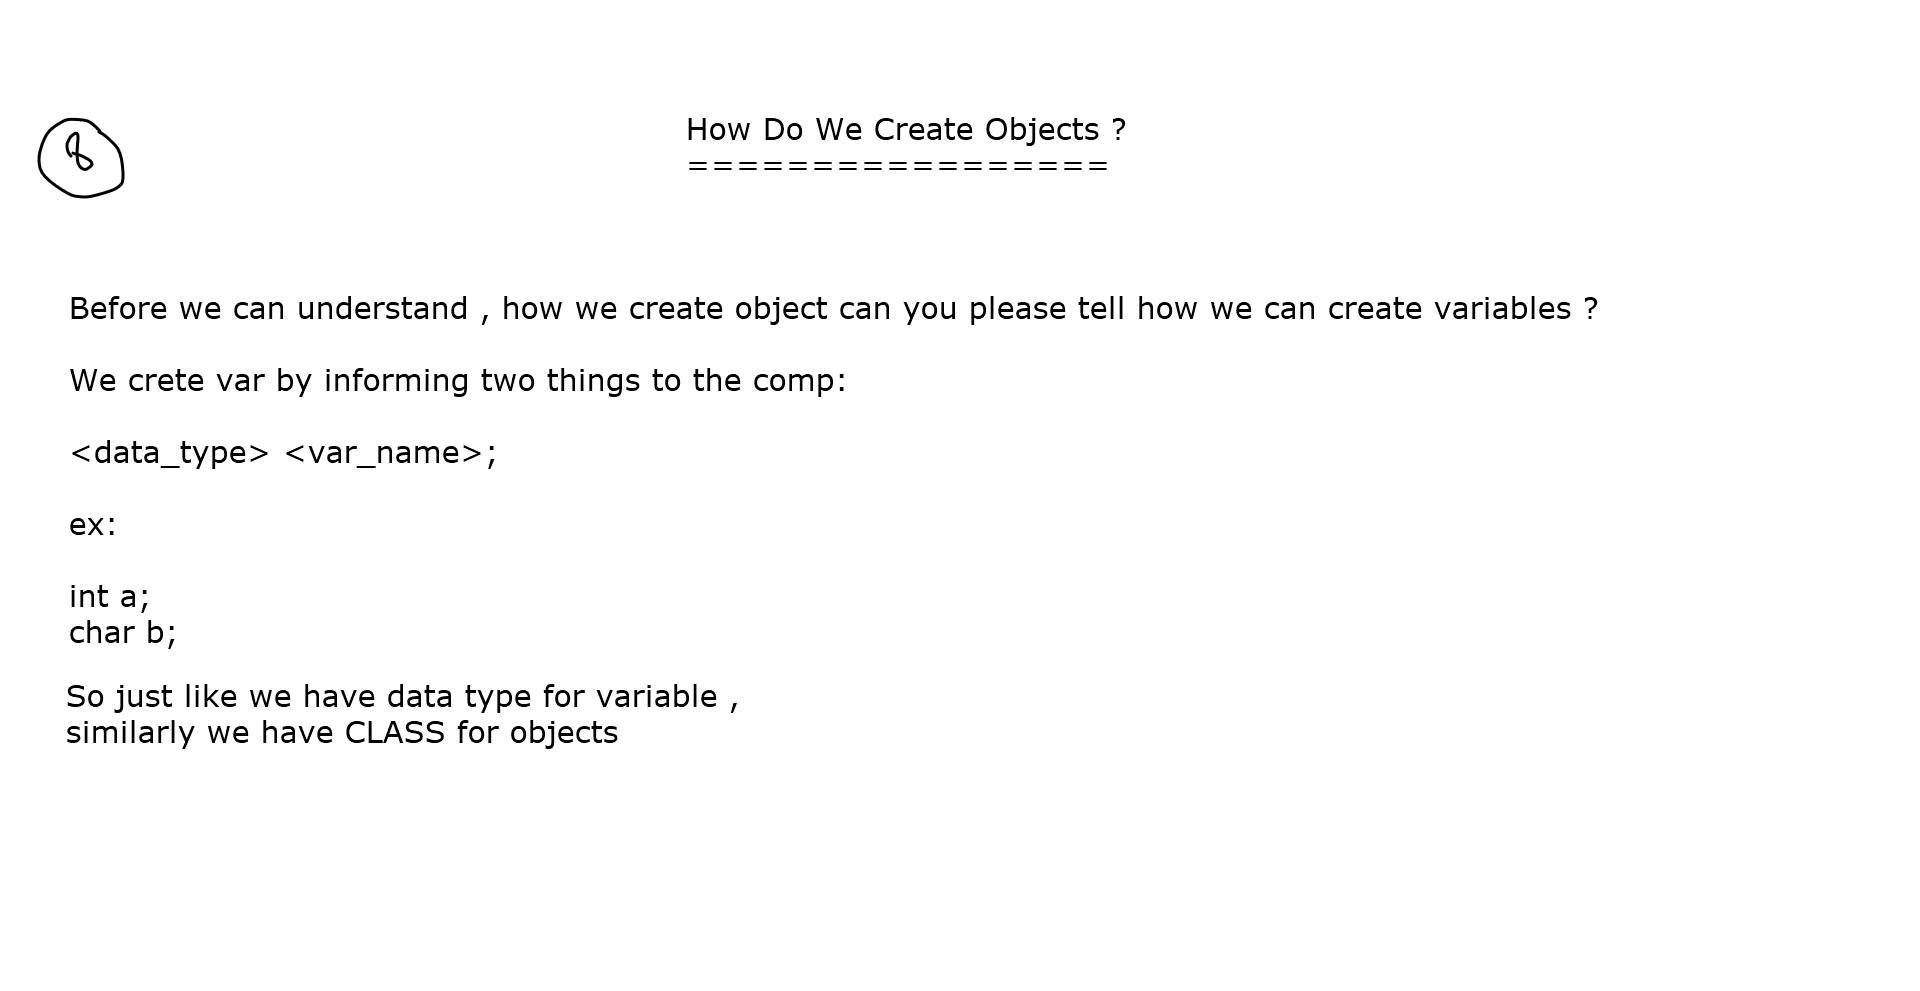 8
How Do We Create Objects ?
=================
Before we can understand , how we create object can you please tell how we can create variables ?
We crete var by informing two things to the comp:
<data_type> <var_name>;
ex:
int a;
char b;
So just like we have data type for variable ,
similarly we have CLASS for objects